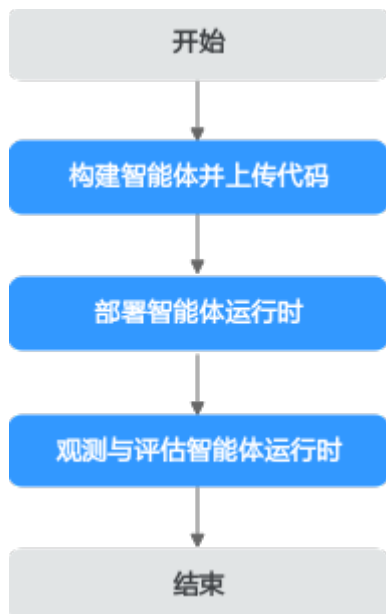 开始
构建智能体并上传代码
部署智能体运行时
观测与评估智能体运行时
结束